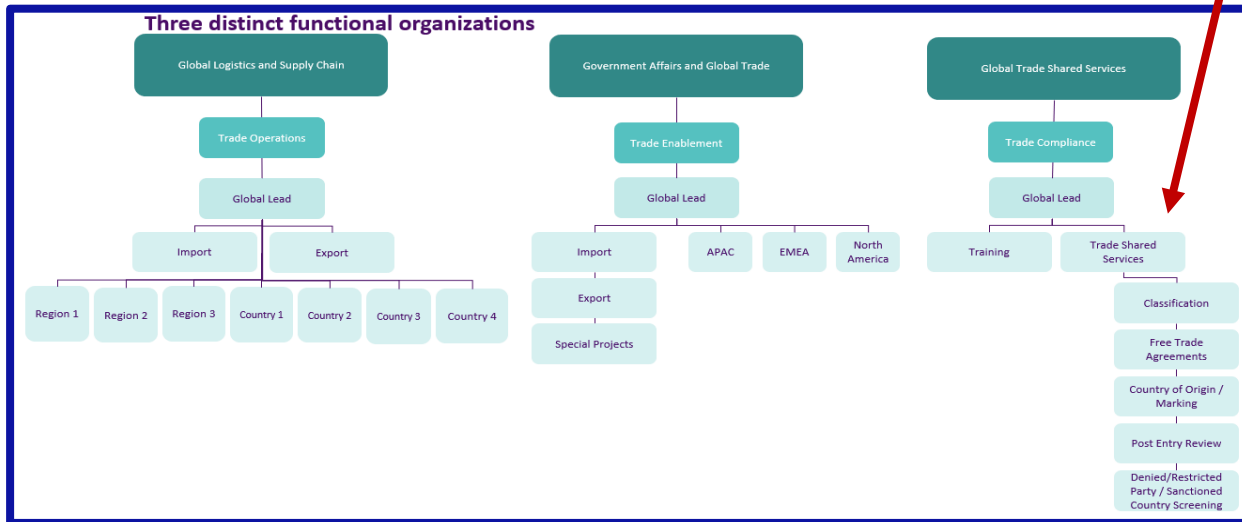 Three distinct functional organizations
Global Logistics and Supply Chain
Trade Operations
Global Lead
Import
Export
Region 1
Region 2
Region 3
Country 1
Country 2
Country 3
Country 4
Government Affairs and Global Trade
Trade Enablement
Global Lead
Import
APAC
EMEA
North
America
Export
Special Projects
Global Trade Shared Services
Trade Compliance
Global Lead
Training
Trade Shared
Services
Classification
Free Trade
Agreements
Country of Origin /
Marking
Post Entry Review
Denied/Restricted
Party / Sanctioned
Country Screening